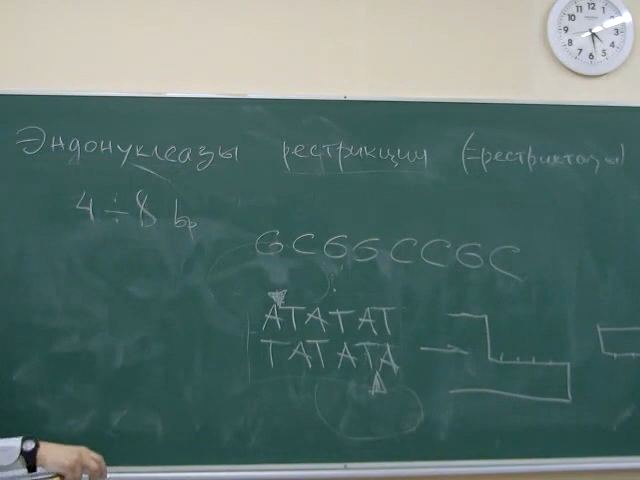 Эндонуклеазы рестрикции (=рестриктазы)
4 ÷ 8 bp
GCGGCCGC
ATATAT
TATATA